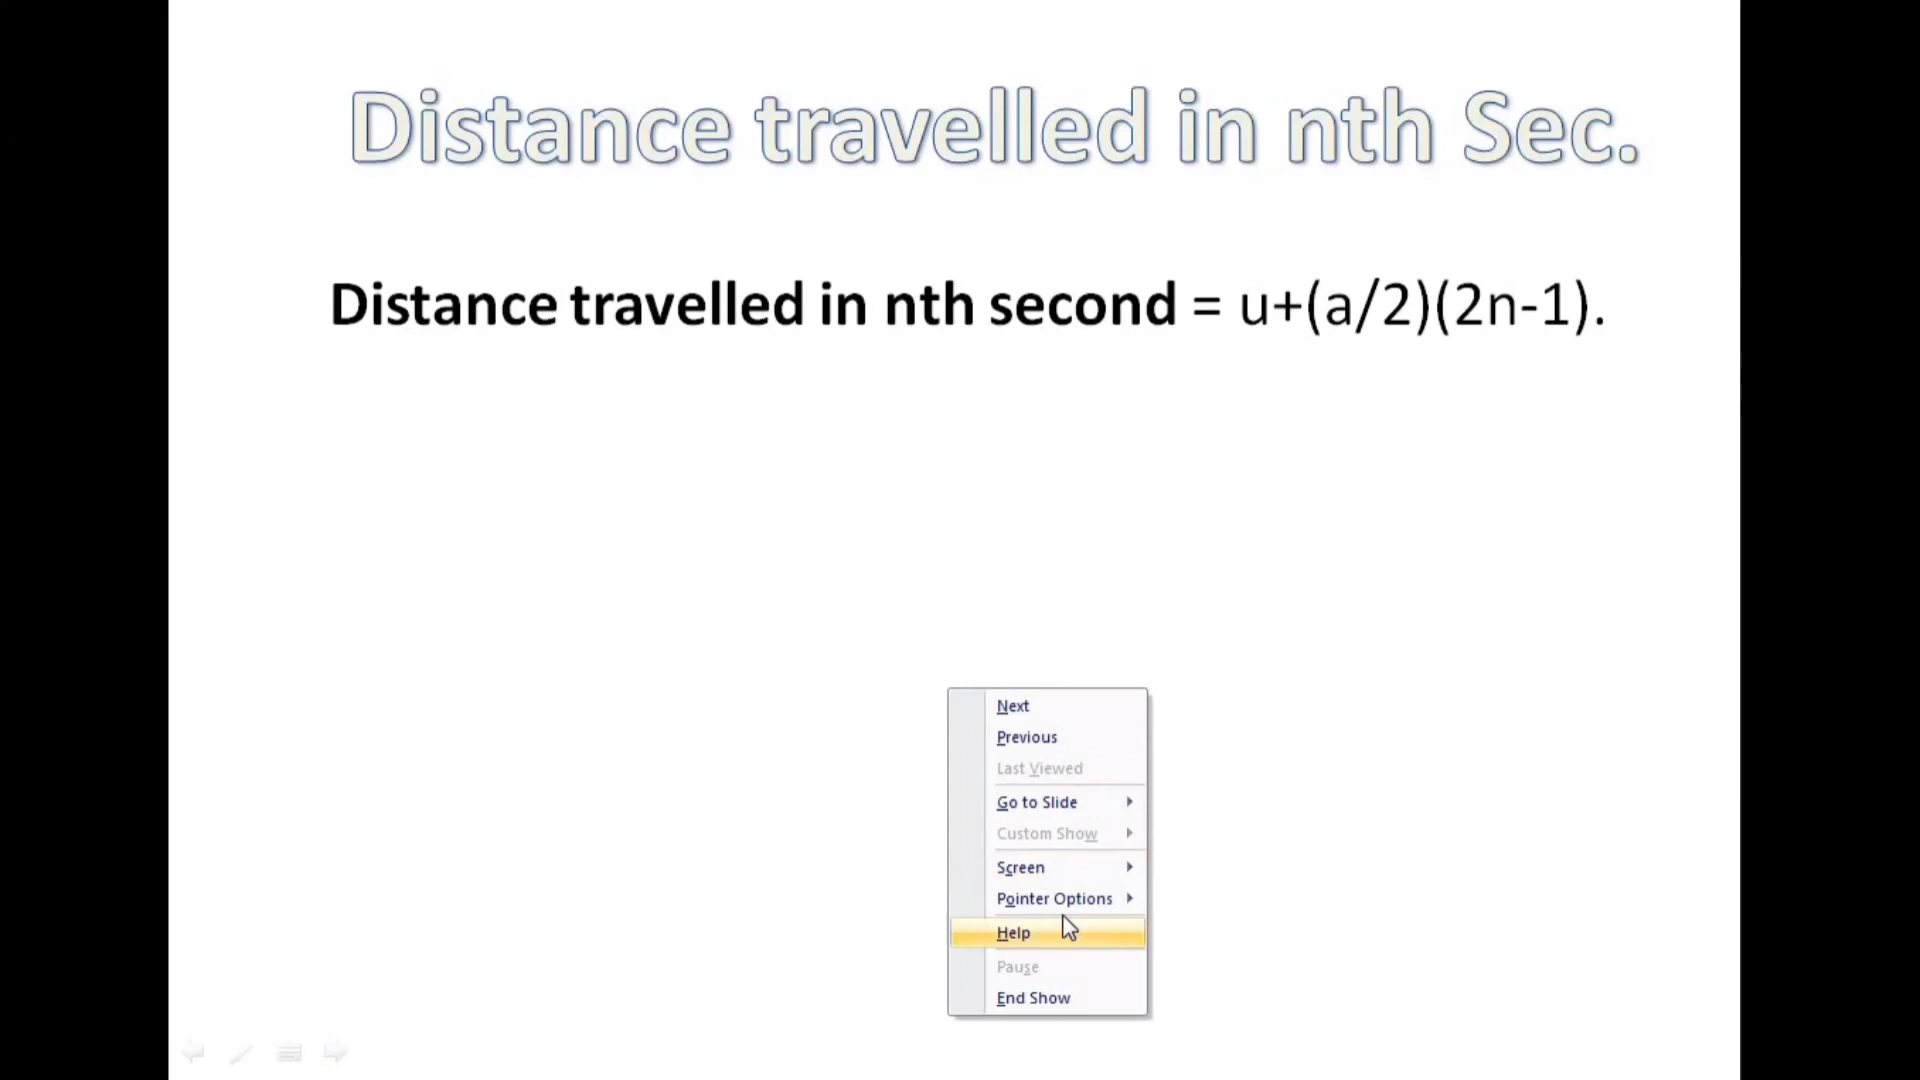 Distance travelled in nth Sec.
Distance travelled in nth second = u+(a/2)(2n-1).
Next
Previous
Last Viewed
Go to Slide
Custom Show
Screen
Pointer Options
Help
Pause
End Show